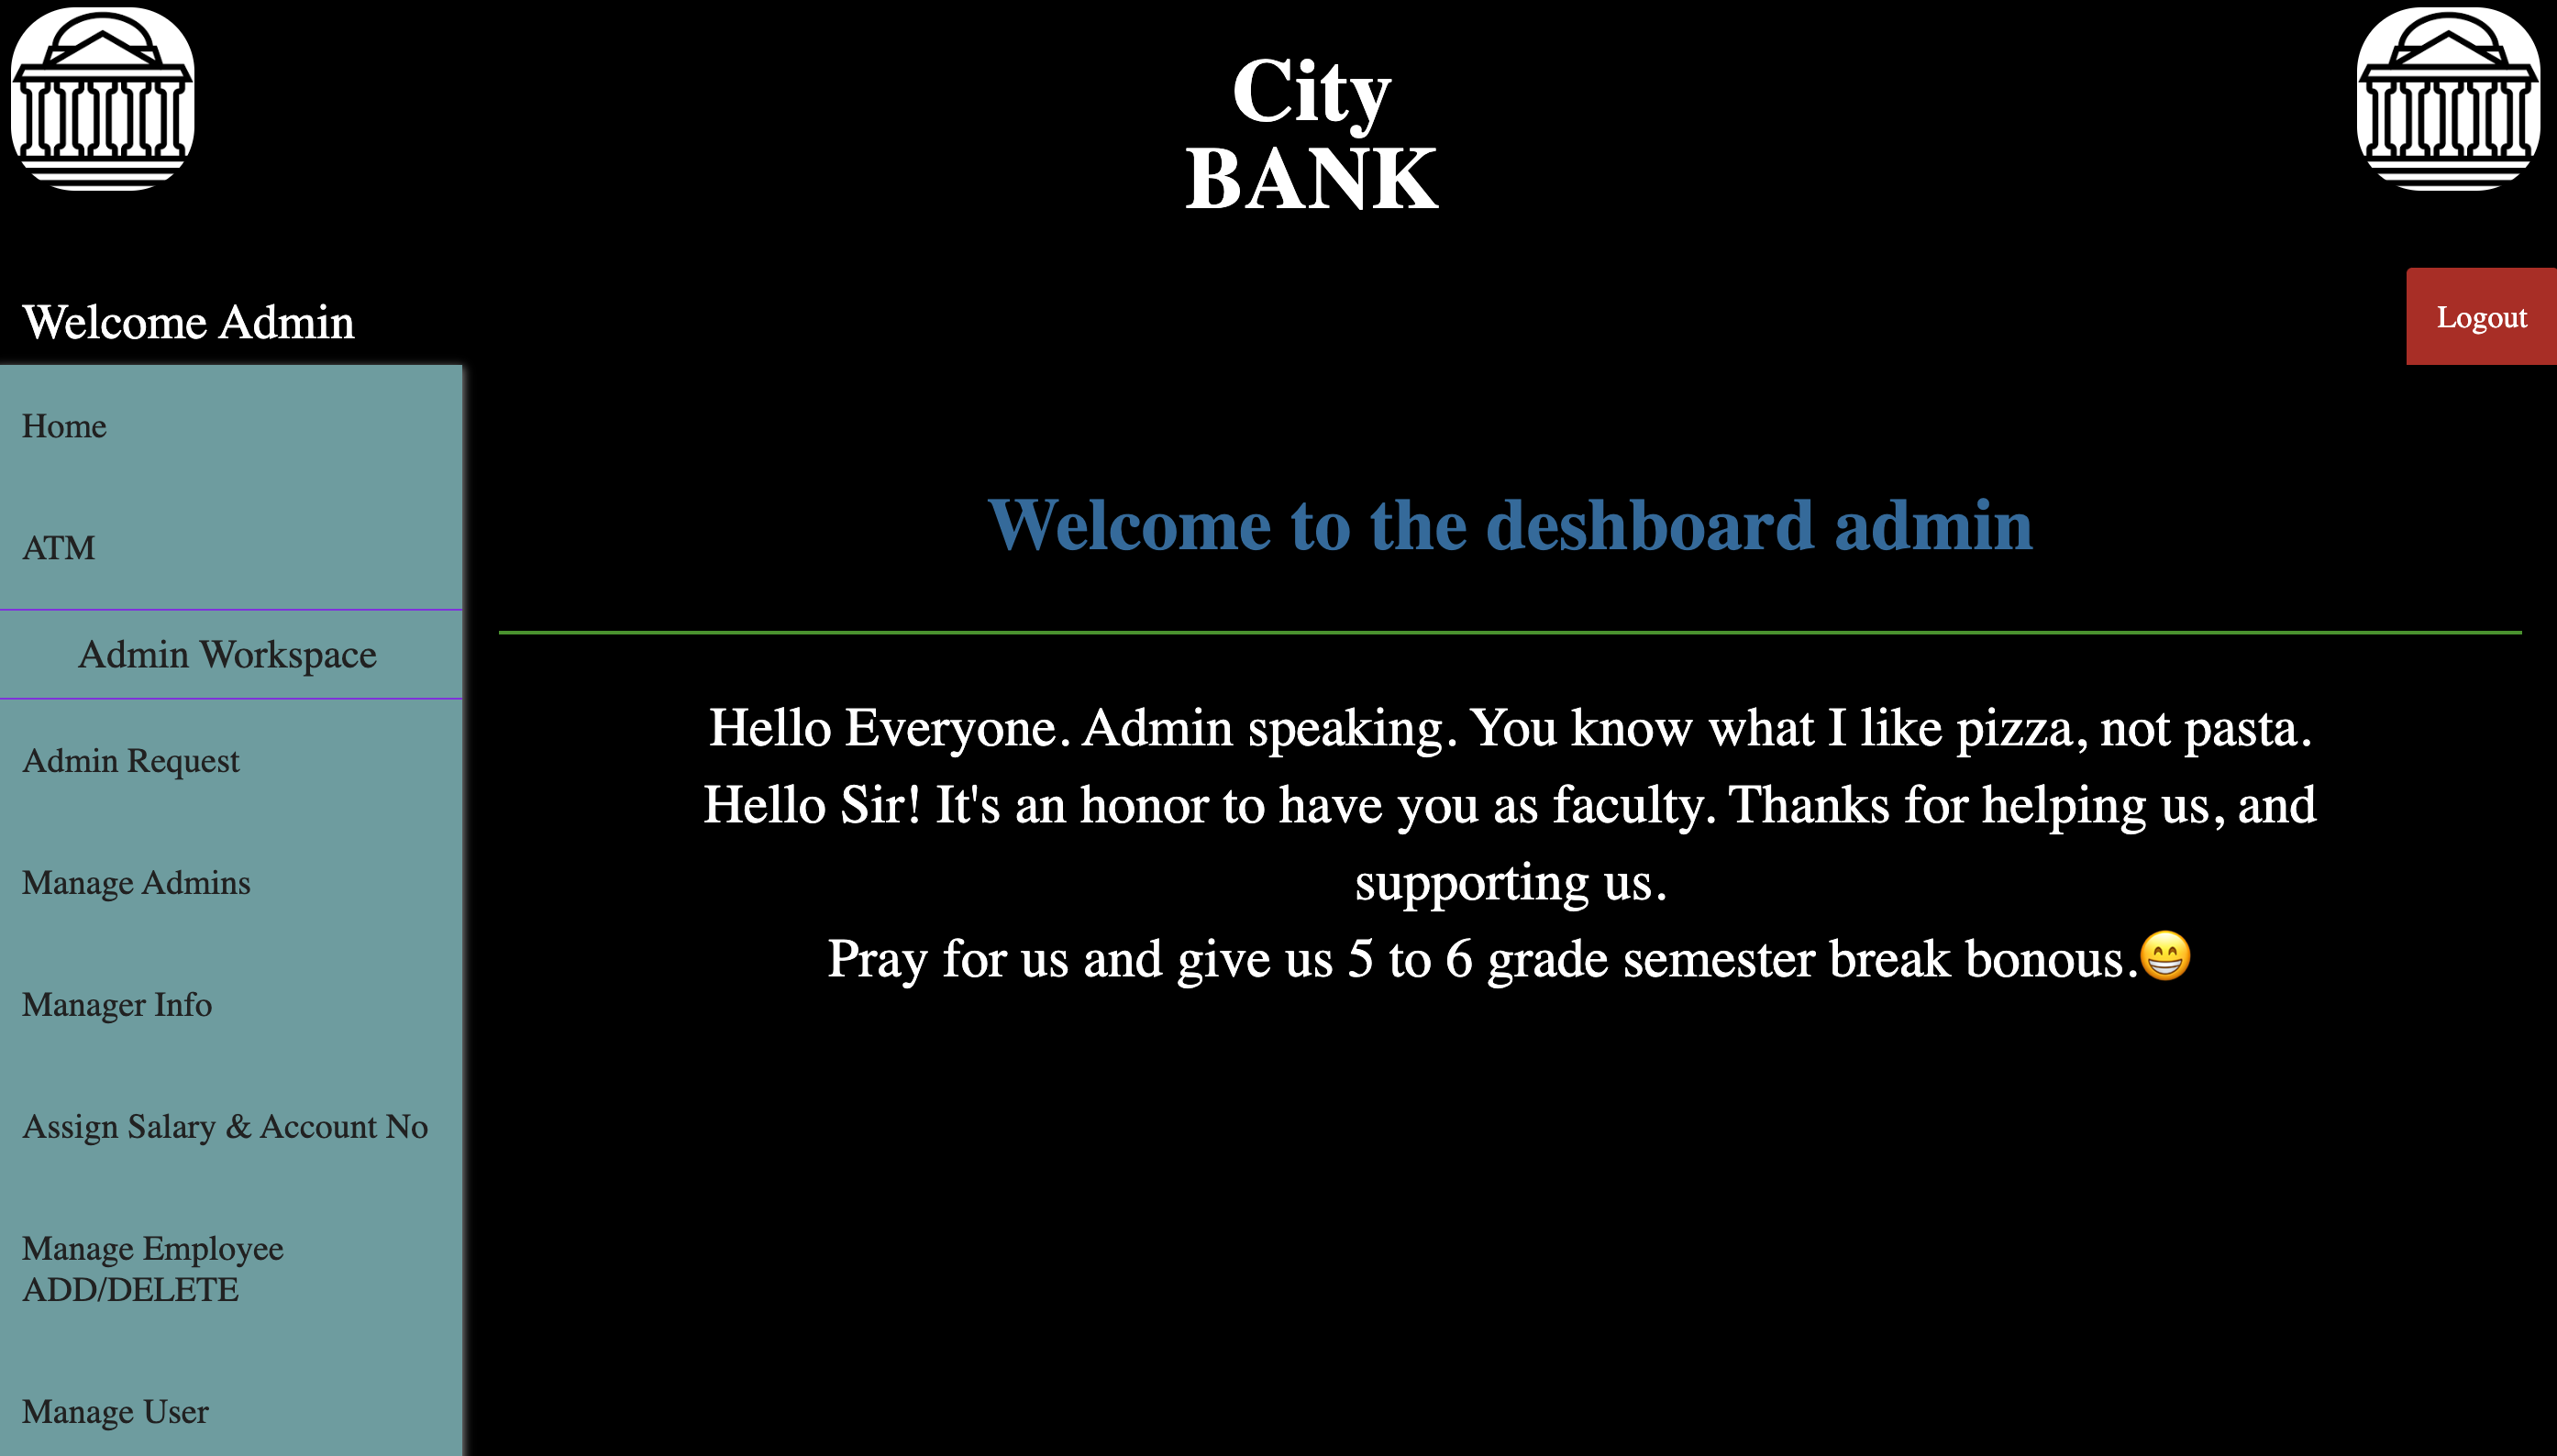 City
BANK
Welcome Admin
Logout
Home
ATM
Admin Workspace
Admin Request
Manage Admins
Manager Info
Assign Salary & Account No
Manage Employee
ADD/DELETE
Manage User
Welcome to the deshboard admin
Hello Everyone. Admin speaking. You know what I like pizza, not pasta.
Hello Sir! It's an honor to have you as faculty. Thanks for helping us, and
supporting us.
Pray for us and give us 5 to 6 grade semester break bonous.😁